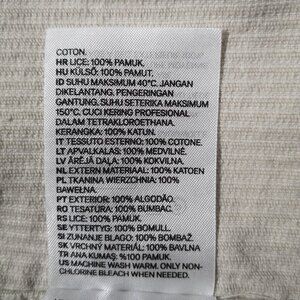 COTON.
HR LICE: 100% PAMUK.
HU KÜLSŐ: 100% PAMUT.
ID SUHU MAKSIMUM 40°C. JANGAN
DIKELANTANG. PENGERINGAN
GANTUNG. SUHU SETERIKA MAKSIMUM
150°C. CUCI KERING PROFESIONAL
DALAM TETRAKLOROETHANA.
KERANGKA: 100% KATUN.
IT TESSUTO ESTERNO: 100% COTONE.
LT APVALKALAS: 100% MEDVILNĖ.
LV ĀRĒJĀ DAĻA: 100% KOKVILNA.
NL EXTERN MATERIAAL: 100% KATOEN
PL TKANINA WIERZCHNIA: 100%
BAWEŁNA.
PT EXTERIOR: 100% ALGODÃO.
RO TESATURA: 100% BUMBAC.
RS LICE: 100% PAMUK.
SE YTTERTYG: 100% BOMULL.
SI ZUNANJE BLAGO: 100% BOMBAŽ.
SK VRCHNÝ MATERIÁL: 100% BAVLNA
TR ANA KUMAŞ: %100 PAMUK.
US MACHINE WASH WARM. ONLY NON-
CHLORINE BLEACH WHEN NEEDED.